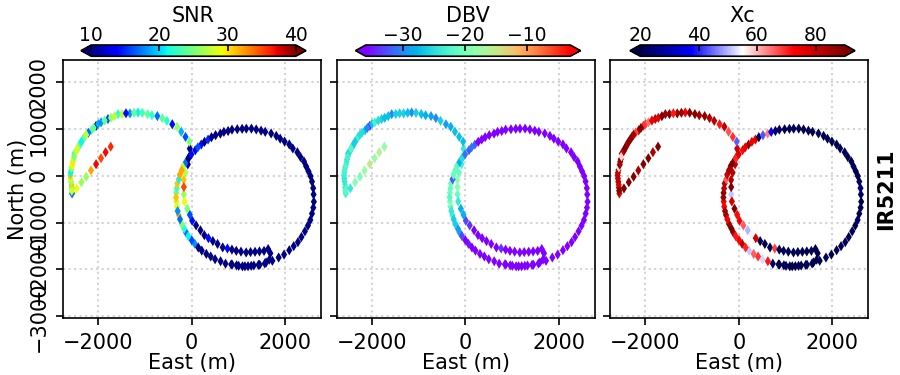 SNR
DBV
Xc
10 20 30 40
−30 −20 −10
20 40 60 80
North (m)
2000
1000
0
−1000
−2000
−3000
−2000 0 2000
−2000 0 2000
−2000 0 2000
East (m)
East (m)
East (m)
IR5211